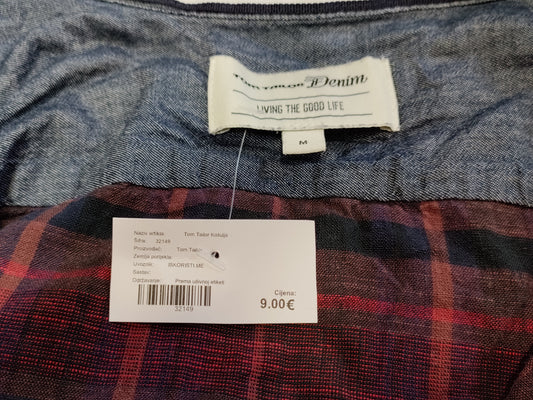 TOM TAILOR Denim
LIVING THE GOOD LIFE
M
Naziv artikla: Tom Tailor Košulja
Šifra: 32149
Proizvođač: Tom Tailor
Zemlja porijekla:
Uvoznik: ISKORISTI.ME
Sastav:
Održavanje: Prema ušivnoj etiketi
32149
Cijena:
9.00€